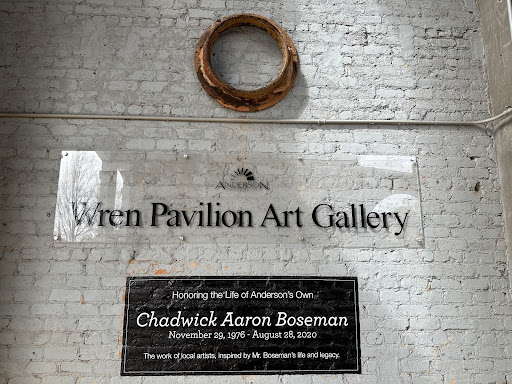 ANDERSON
Wren Pavilion Art Gallery
Honoring the Life of Anderson's Own
Chadwick Aaron Boseman
November 29, 1976 - August 28, 2020
The work of local artists, inspired by Mr. Boseman's life and legacy.